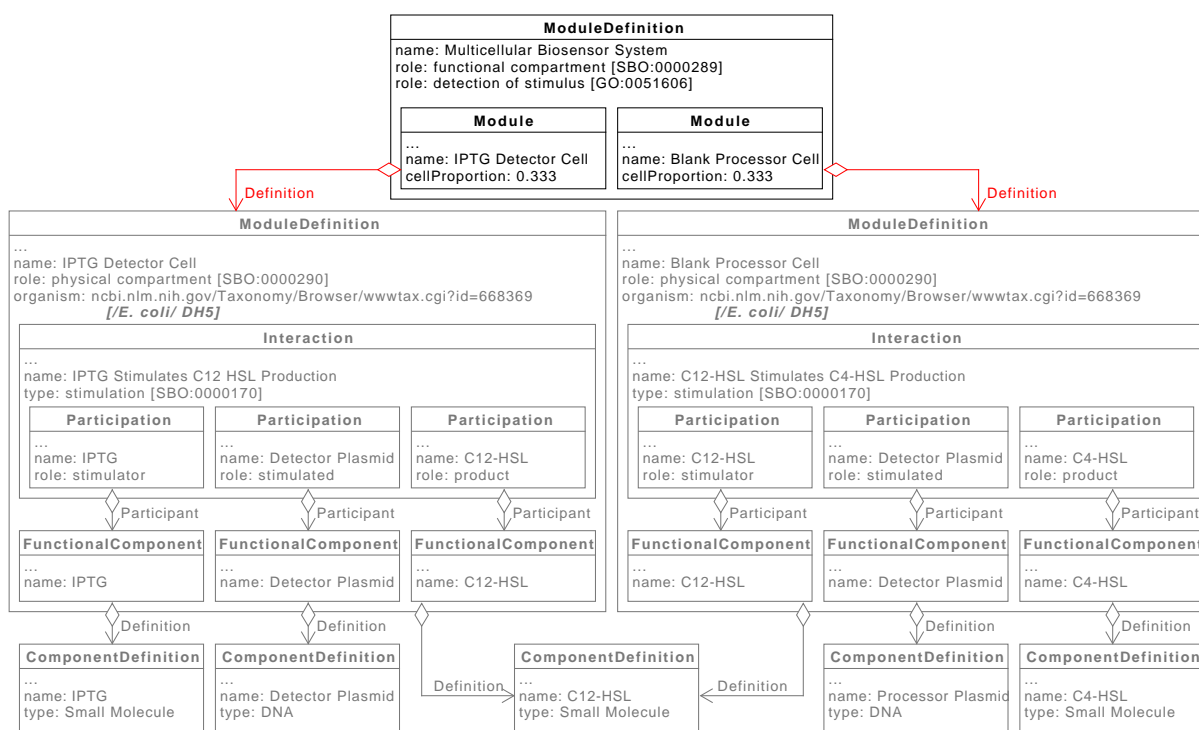 ModuleDefinition
name: Multicellular Biosensor System
role: functional compartment [SBO:0000289]
role: detection of stimulus [GO:0051606]
Module
...
name: IPTG Detector Cell
cellProportion: 0.333
Module
...
name: Blank Processor Cell
cellProportion: 0.333
Definition
Definition
ModuleDefinition
...
name: IPTG Detector Cell
role: physical compartment [SBO:0000290]
organism: ncbi.nlm.nih.gov/Taxonomy/Browser/wwwtax.cgi?id=668369
[/E. coli/ DH5]
Interaction
...
name: IPTG Stimulates C12 HSL Production
type: stimulation [SBO:0000170]
Participation
...
name: IPTG
role: stimulator
Participation
...
name: Detector Plasmid
role: stimulated
Participation
...
name: C12-HSL
role: product
Participant
Participant
Participant
FunctionalComponent
...
name: IPTG
FunctionalComponent
...
name: Detector Plasmid
FunctionalComponent
...
name: C12-HSL
ModuleDefinition
...
name: Blank Processor Cell
role: physical compartment [SBO:0000290]
organism: ncbi.nlm.nih.gov/Taxonomy/Browser/wwwtax.cgi?id=668369
[/E. coli/ DH5]
Interaction
...
name: C12-HSL Stimulates C4-HSL Production
type: stimulation [SBO:0000170]
Participation
...
name: C12-HSL
role: stimulator
Participation
...
name: Detector Plasmid
role: stimulated
Participation
...
name: C4-HSL
role: product
Participant
Participant
Participant
FunctionalComponent
...
name: C12-HSL
FunctionalComponent
...
name: Detector Plasmid
FunctionalComponent
...
name: C4-HSL
Definition
Definition
Definition
Definition
Definition
Definition
ComponentDefinition
...
name: IPTG
type: Small Molecule
ComponentDefinition
...
name: Detector Plasmid
type: DNA
ComponentDefinition
...
name: C12-HSL
type: Small Molecule
ComponentDefinition
...
name: Processor Plasmid
type: DNA
ComponentDefinition
...
name: C4-HSL
type: Small Molecule